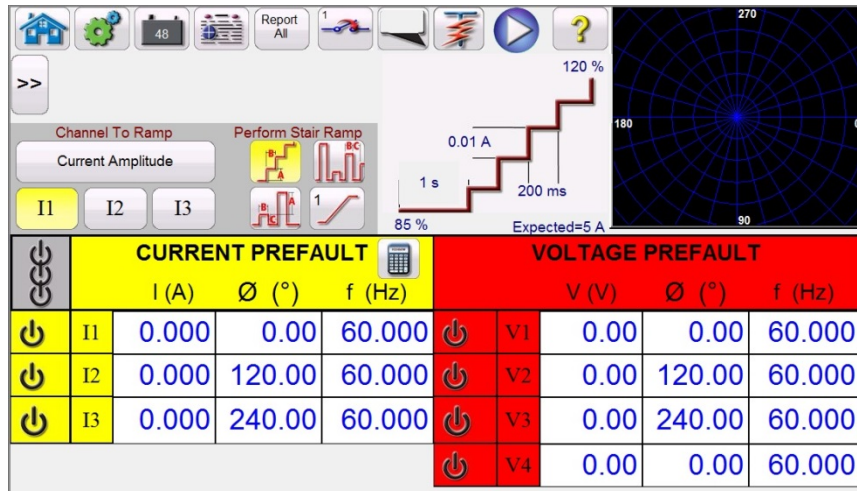 48
Report
All
1
270
>>
120 %
180
0
Channel To Ramp
Perform Stair Ramp
0.01 A
Current Amplitude
B
A
BC
1 s
200 ms
I1
I2
I3
B
A
C
1
85 %
Expected=5 A
90
CURRENT PREFAULT
VOLTAGE PREFAULT
I (A) Ø (°) f (Hz)
V (V) Ø (°) f (Hz)
I1 0.000 0.00 60.000 V1 0.00 0.00 60.000
I2 0.000 120.00 60.000 V2 0.00 120.00 60.000
I3 0.000 240.00 60.000 V3 0.00 240.00 60.000
V4 0.00 0.00 60.000